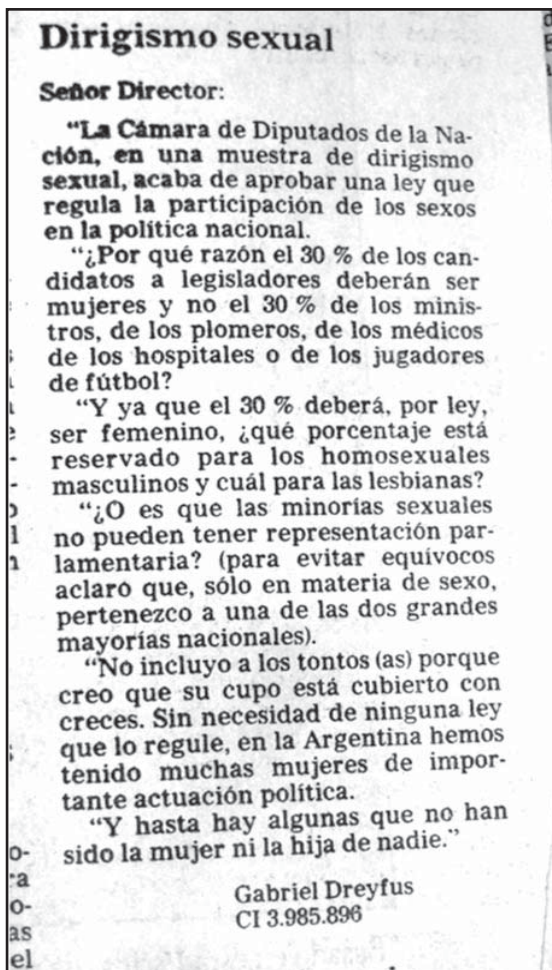 Dirigismo sexual
Señor Director:
“La Cámara de Diputados de la Na-
ción, en una muestra de dirigismo
sexual, acaba de aprobar una ley que
regula la participación de los sexos
en la política nacional.
“¿Por qué razón el 30 % de los can-
didatos a legisladores deberán ser
mujeres y no el 30 % de los minis-
tros, de los plomeros, de los médicos
de los hospitales o de los jugadores
de fútbol?
“Y ya que el 30 % deberá, por ley,
ser femenino, ¿qué porcentaje está
reservado para los homosexuales
masculinos y cuál para las lesbianas?
“¿O es que las minorías sexuales
no pueden tener representación par-
lamentaria? (para evitar equívocos
aclaro que, sólo en materia de sexo,
pertenezco a una de las dos grandes
mayorías nacionales).
“No incluyo a los tontos (as) porque
creo que su cupo está cubierto con
creces. Sin necesidad de ninguna ley
que lo regule, en la Argentina hemos
tenido muchas mujeres de impor-
tante actuación política.
“Y hasta hay algunas que no han
sido la mujer ni la hija de nadie.”
Gabriel Dreyfus
CI 3.985.896